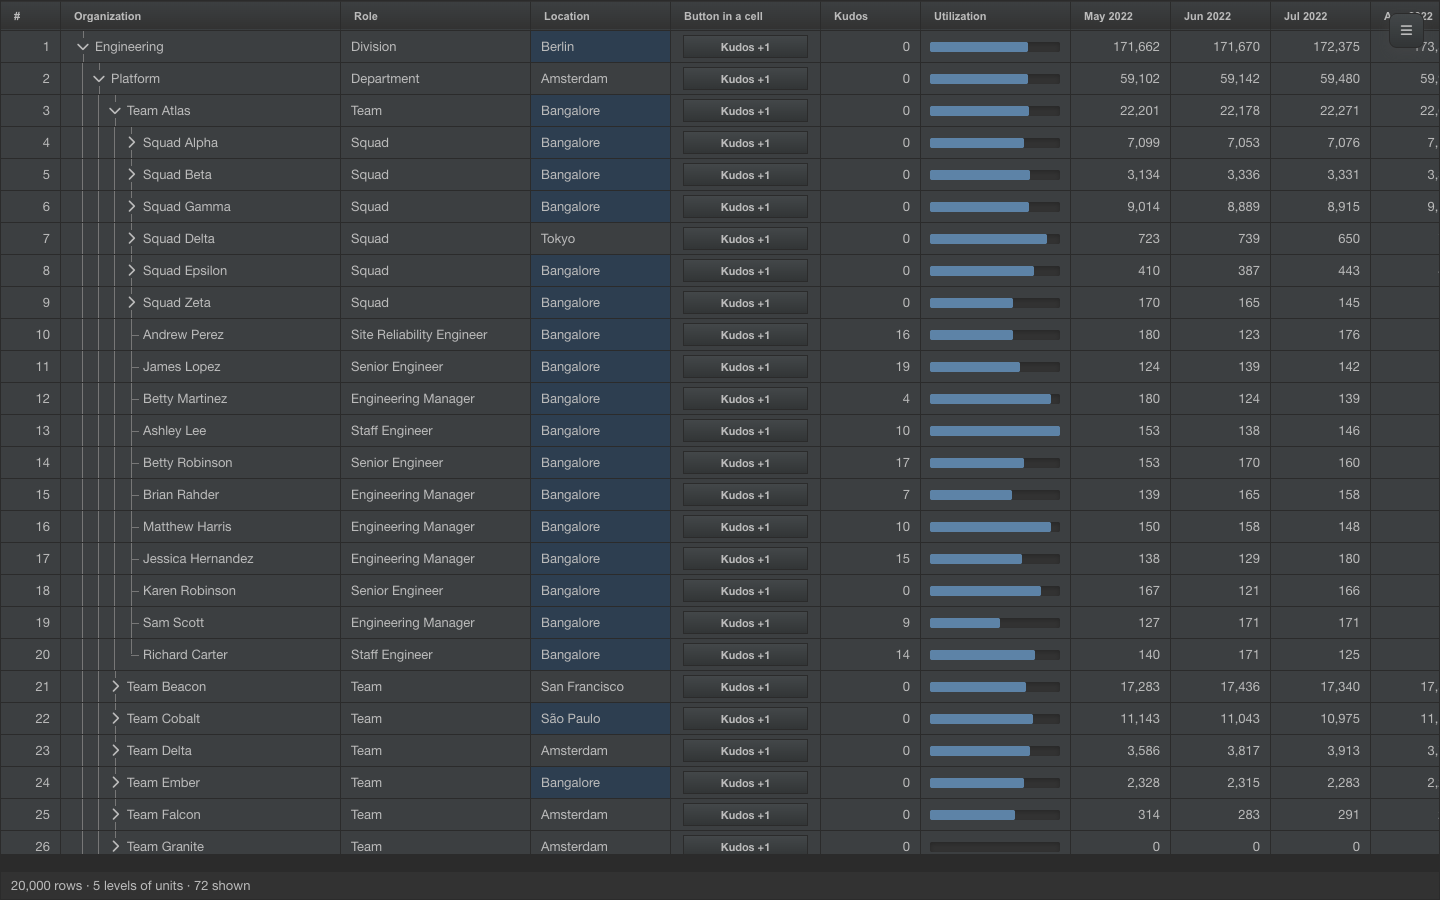 # Organization Role Location Button in a cell Kudos Utilization May 2022 Jun 2022 Jul 2022
1 Engineering Division Berlin Kudos +1 0 171,662 171,670 172,375
2 Platform Department Amsterdam Kudos +1 0 59,102 59,142 59,480 59,
3 Team Atlas Team Bangalore Kudos +1 0 22,201 22,178 22,271 22,
4 Squad Alpha Squad Bangalore Kudos +1 0 7,099 7,053 7,076 7,
5 Squad Beta Squad Bangalore Kudos +1 0 3,134 3,336 3,331 3,
6 Squad Gamma Squad Bangalore Kudos +1 0 9,014 8,889 8,915 9,
7 Squad Delta Squad Tokyo Kudos +1 0 723 739 650
8 Squad Epsilon Squad Bangalore Kudos +1 0 410 387 443
9 Squad Zeta Squad Bangalore Kudos +1 0 170 165 145
10 Andrew Perez Site Reliability Engineer Bangalore Kudos +1 16 180 123 176
11 James Lopez Senior Engineer Bangalore Kudos +1 19 124 139 142
12 Betty Martinez Engineering Manager Bangalore Kudos +1 4 180 124 139
13 Ashley Lee Staff Engineer Bangalore Kudos +1 10 153 138 146
14 Betty Robinson Senior Engineer Bangalore Kudos +1 17 153 170 160
15 Brian Rahder Engineering Manager Bangalore Kudos +1 7 139 165 158
16 Matthew Harris Engineering Manager Bangalore Kudos +1 10 150 158 148
17 Jessica Hernandez Engineering Manager Bangalore Kudos +1 15 138 129 180
18 Karen Robinson Senior Engineer Bangalore Kudos +1 0 167 121 166
19 Sam Scott Engineering Manager Bangalore Kudos +1 9 127 171 171
20 Richard Carter Staff Engineer Bangalore Kudos +1 14 140 171 125
21 Team Beacon Team San Francisco Kudos +1 0 17,283 17,436 17,340 17,
22 Team Cobalt Team São Paulo Kudos +1 0 11,143 11,043 10,975 11,
23 Team Delta Team Amsterdam Kudos +1 0 3,586 3,817 3,913 3,
24 Team Ember Team Bangalore Kudos +1 0 2,328 2,315 2,283 2,
25 Team Falcon Team Amsterdam Kudos +1 0 314 283 291
26 Team Granite Team Amsterdam Kudos +1 0 0 0 0
20,000 rows · 5 levels of units · 72 shown